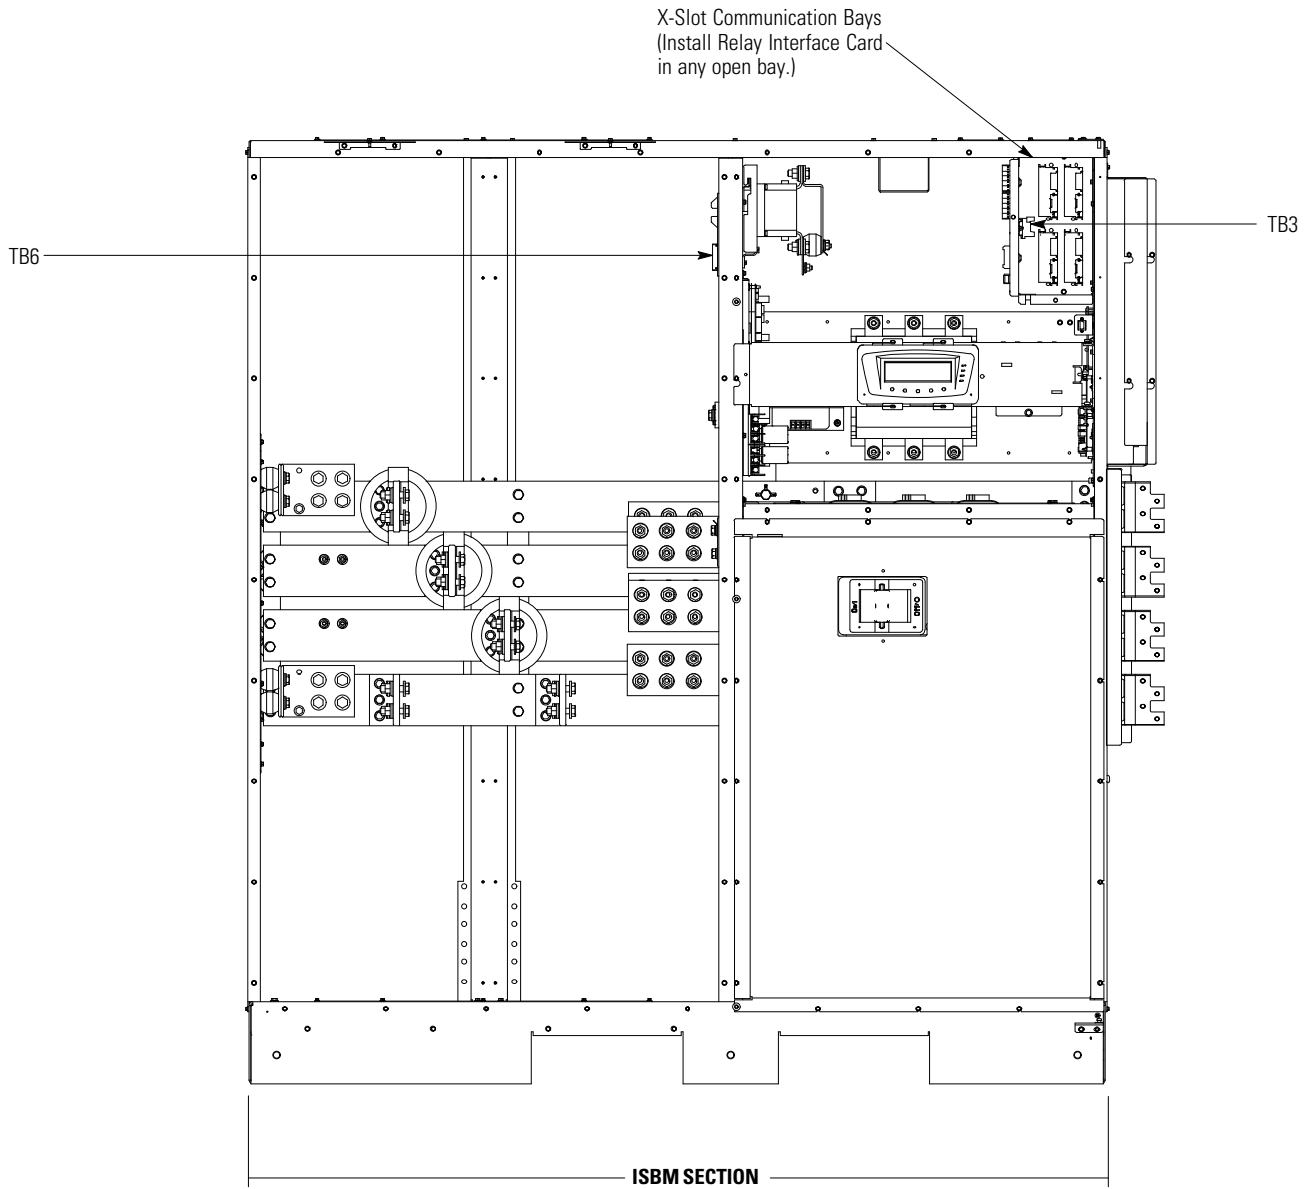 X-Slot Communication Bays
(Install Relay Interface Card
in any open bay.)
TB3
TB6
ISBM SECTION